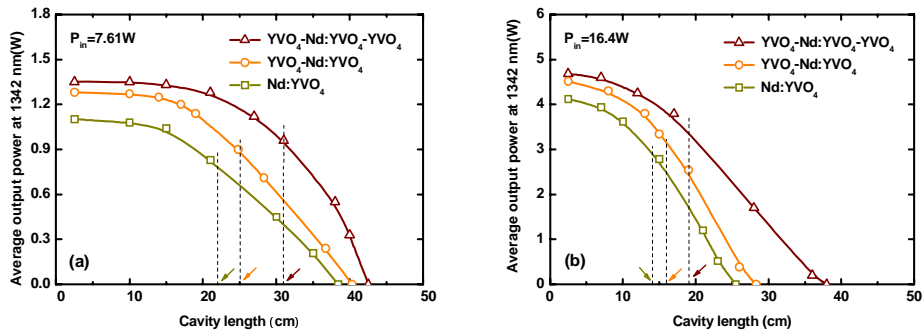 Average output power at 1342 nm(W)
1.8
1.5
1.2
0.9
0.6
0.3
0.0
P_in=7.61W
YVO₄-Nd:YVO₄-YVO₄
YVO₄-Nd:YVO₄
Nd:YVO₄
(a)
0 10 20 30 40 50
Cavity length (cm)
Average output power at 1342 nm(W)
6
5
4
3
2
1
0
P_in=16.4W
YVO₄-Nd:YVO₄-YVO₄
YVO₄-Nd:YVO₄
Nd:YVO₄
(b)
0 10 20 30 40 50
Cavity length (cm)